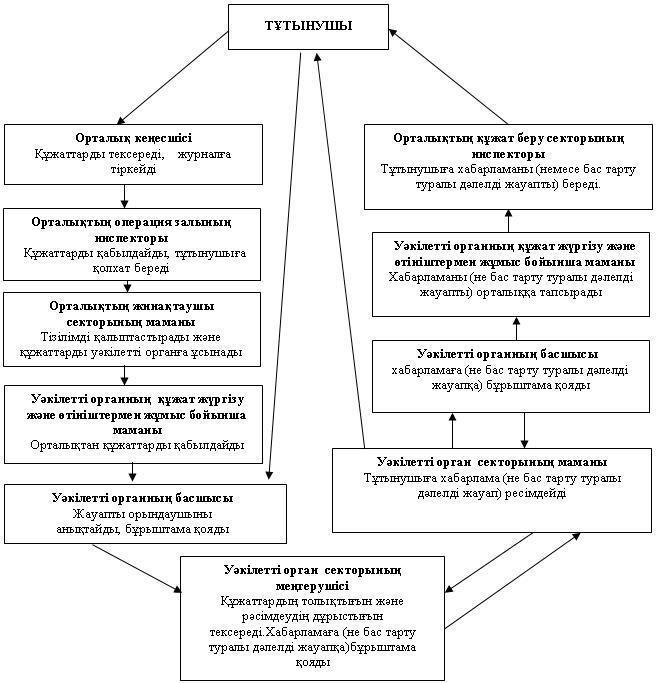 ТҰТЫНУШЫ
Орталық кеңесшісі
Құжаттарды тексереді, журналға
тіркейді
Орталықтың операция залының
инспекторы
Құжаттарды қабылдайды, тұтынушыға
қолхат береді
Орталықтың жинақтаушы
секторының маманы
Тізілімді қалыптастырады және
құжаттарды уәкілетті органға ұсынады
Уәкілетті органның құжат жүргізу
және өтініштермен жұмыс бойынша
маманы
Орталықтан құжаттарды қабылдайды
Уәкілетті органның басшысы
Жауапты орындаушыны
анықтайды, бұрыштама қояды
Уәкілетті орган секторының
меңгерушісі
Құжаттардың толықтығын және
рәсімдеудің дұрыстығын
тексереді.Хабарламаға (не бас тарту
туралы дәлелді жауапқа)бұрыштама
қояды
Уәкілетті орган секторының маманы
Тұтынушыға хабарлама (не бас тарту туралы
дәлелді жауап) ресімдейді
Уәкілетті органның басшысы
хабарламаға (не бас тарту туралы дәлелді
жауапқа) бұрыштама қояды
Уәкілетті органның құжат жүргізу және
өтініштермен жұмыс бойынша маманы
Хабарламаны (не бас тарту туралы дәлелді
жауапты) орталыққа тапсырады
Орталықтың құжат беру секторының
инспекторы
Тұтынушыға хабарламаны (немесе бас тарту
туралы дәлелді жауапты) береді.